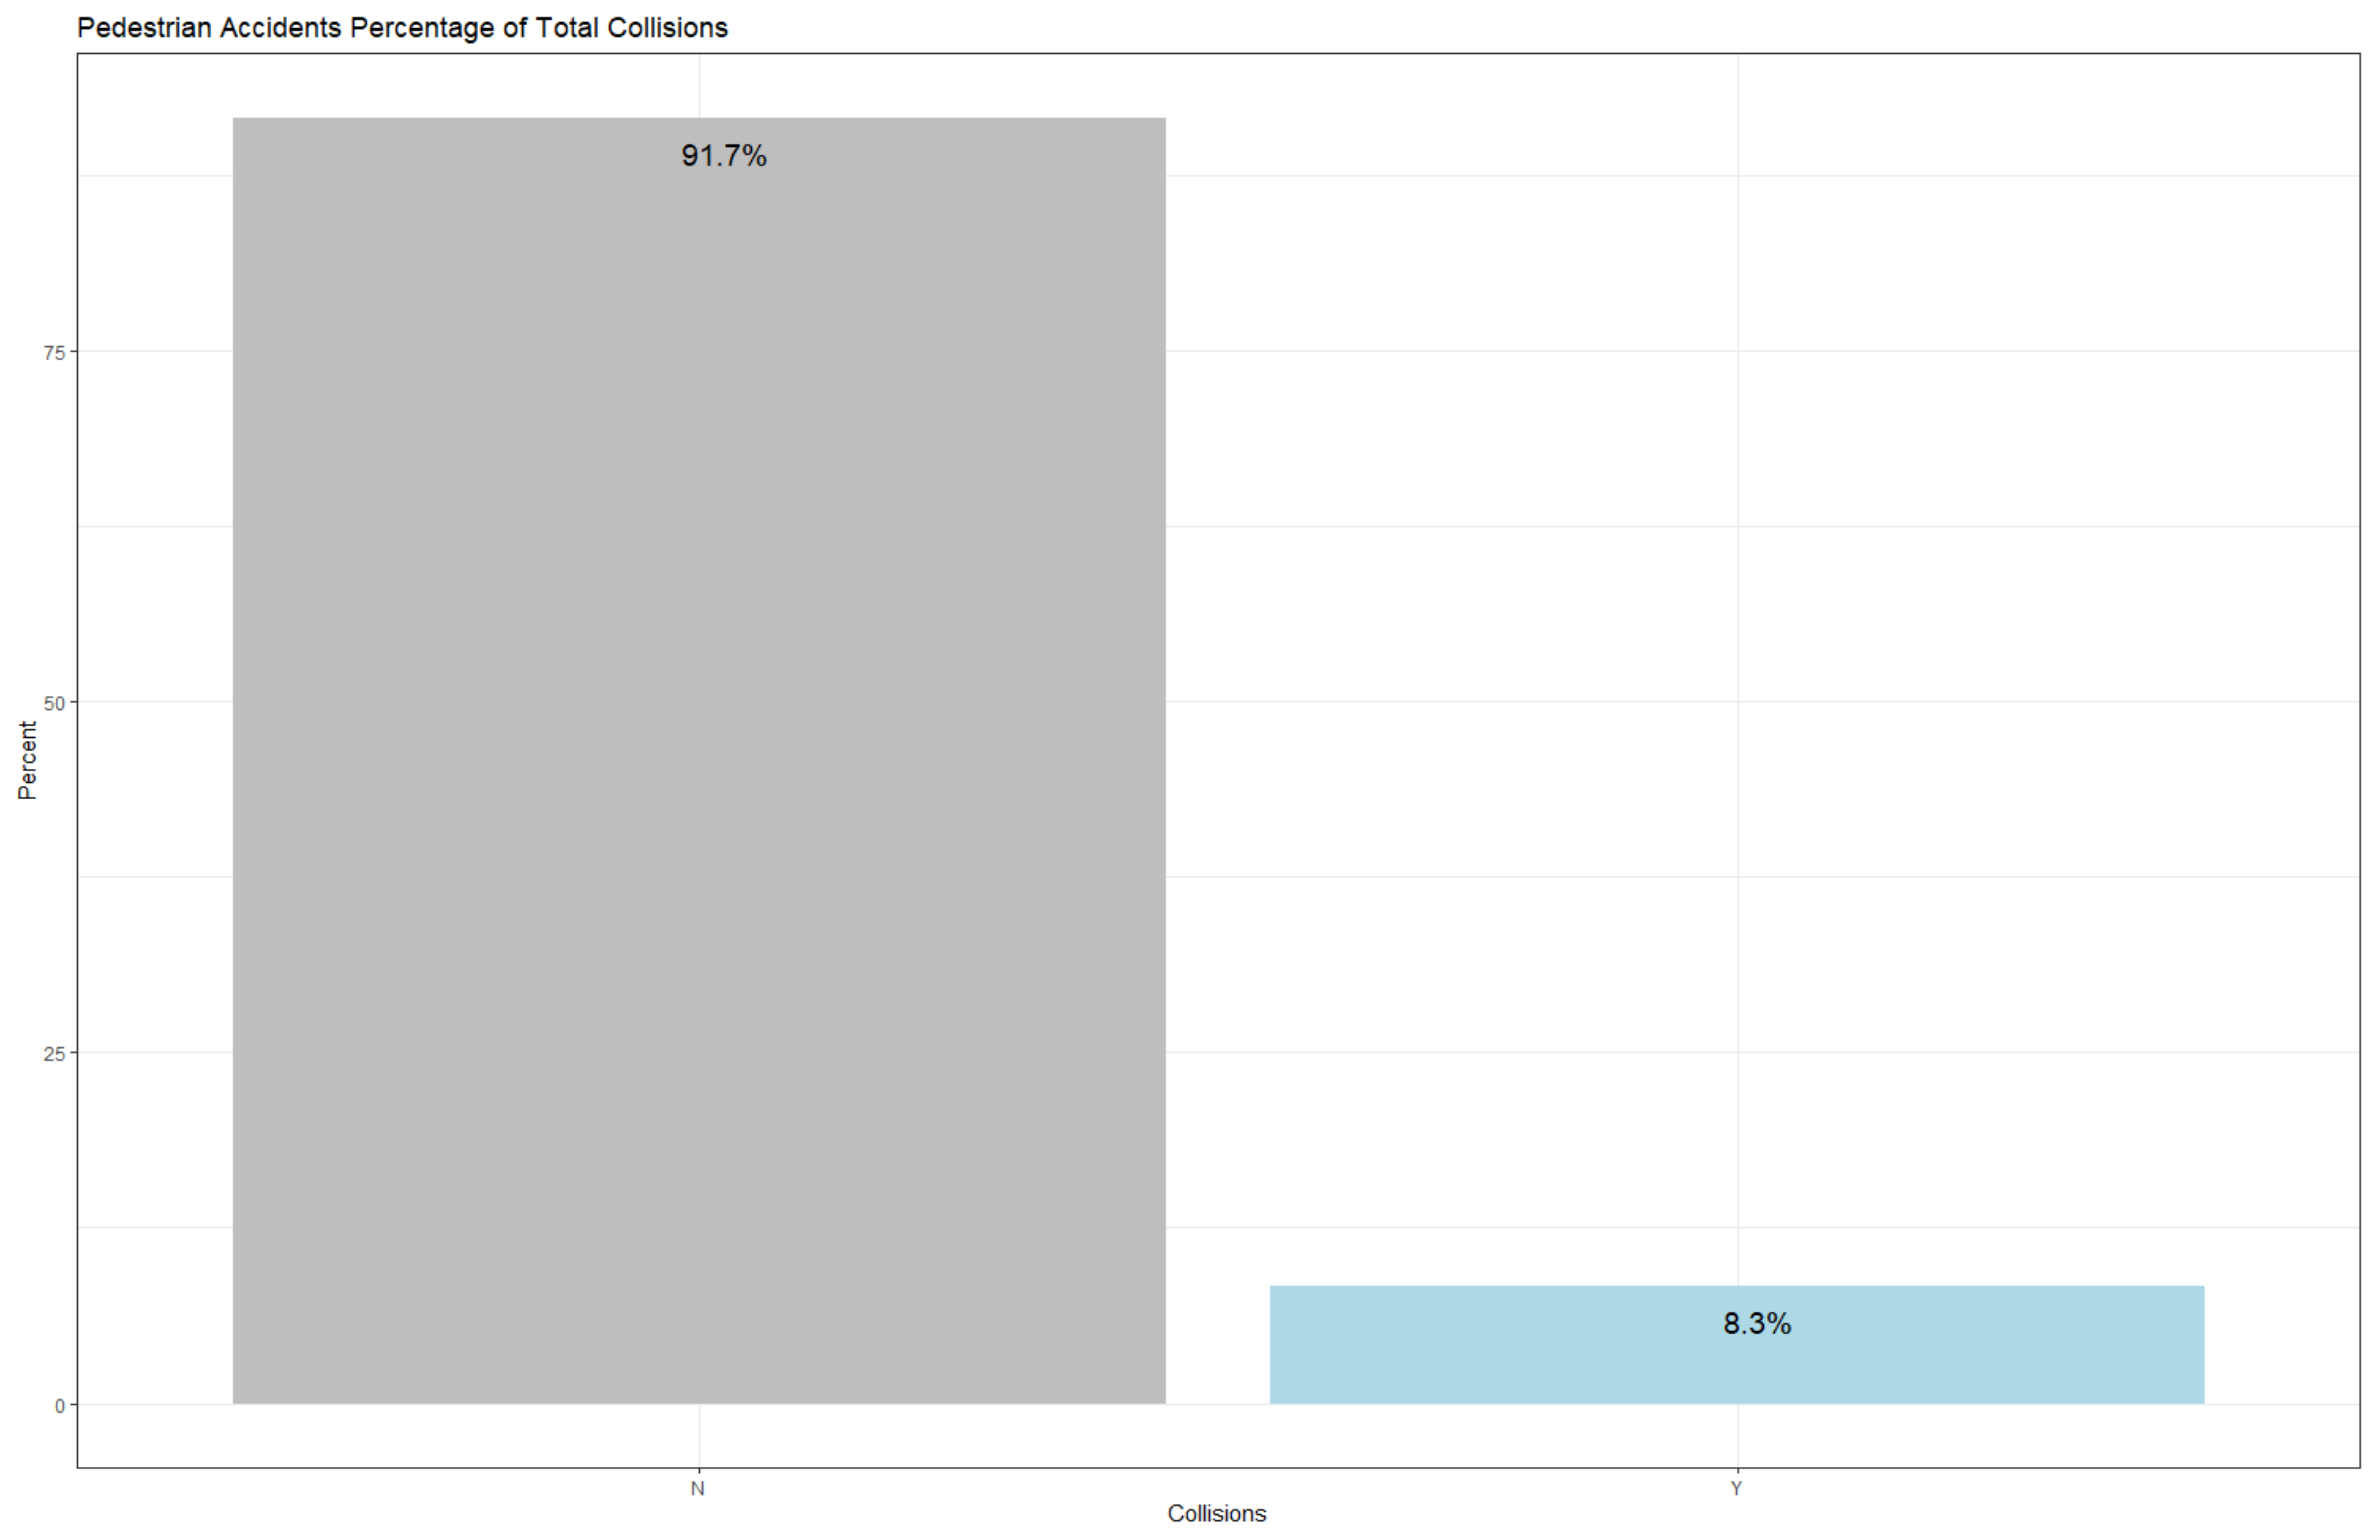 Pedestrian Accidents Percentage of Total Collisions
91.7%
75
50
Percent
25
8.3%
0
N
Y
Collisions